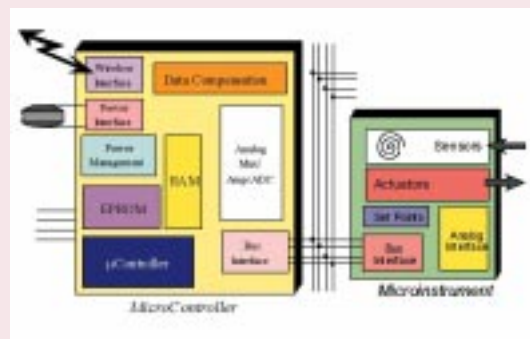 Wireless
Interface
Data Compensation
Interface
Power
Management
RAM
Analog
Mux/
Amp/ADC
EPROM
µController
Bus
Interface
MicroController
Sensors
Actuators
Set Points
Bus
Interface
Analog
Interface
Microinstrument